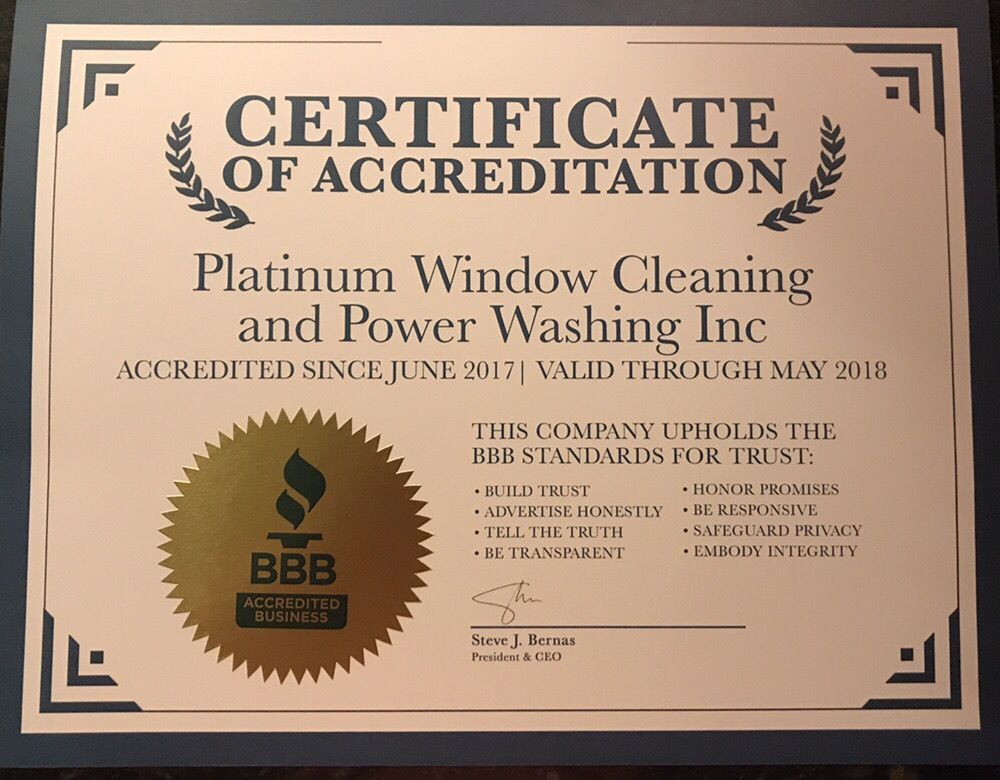 CERTIFICATE
OF ACCREDITATION
Platinum Window Cleaning
and Power Washing Inc
ACCREDITED SINCE JUNE 2017| VALID THROUGH MAY 2018
THIS COMPANY UPHOLDS THE
BBB STANDARDS FOR TRUST:
• BUILD TRUST
• ADVERTISE HONESTLY
• TELL THE TRUTH
• BE TRANSPARENT
• HONOR PROMISES
• BE RESPONSIVE
• SAFEGUARD PRIVACY
• EMBODY INTEGRITY
BBB
ACCREDITED
BUSINESS
Steve J. Bernas
President & CEO